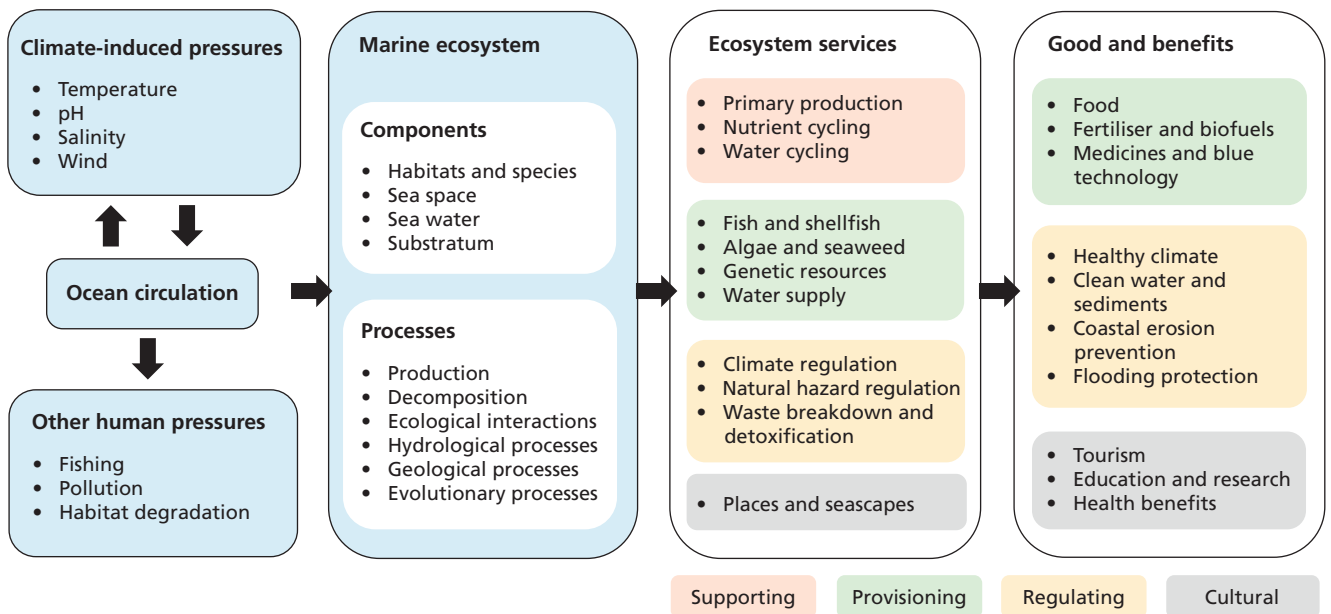 Climate-induced pressures
• Temperature
• pH
• Salinity
• Wind
Ocean circulation
Other human pressures
• Fishing
• Pollution
• Habitat degradation
Marine ecosystem
Components
• Habitats and species
• Sea space
• Sea water
• Substratum
Processes
• Production
• Decomposition
• Ecological interactions
• Hydrological processes
• Geological processes
• Evolutionary processes
Ecosystem services
• Primary production
• Nutrient cycling
• Water cycling
• Fish and shellfish
• Algae and seaweed
• Genetic resources
• Water supply
• Climate regulation
• Natural hazard regulation
• Waste breakdown and
detoxification
• Places and seascapes
Good and benefits
• Food
• Fertiliser and biofuels
• Medicines and blue
technology
• Healthy climate
• Clean water and
sediments
• Coastal erosion
prevention
• Flooding protection
• Tourism
• Education and research
• Health benefits
Supporting
Provisioning
Regulating
Cultural